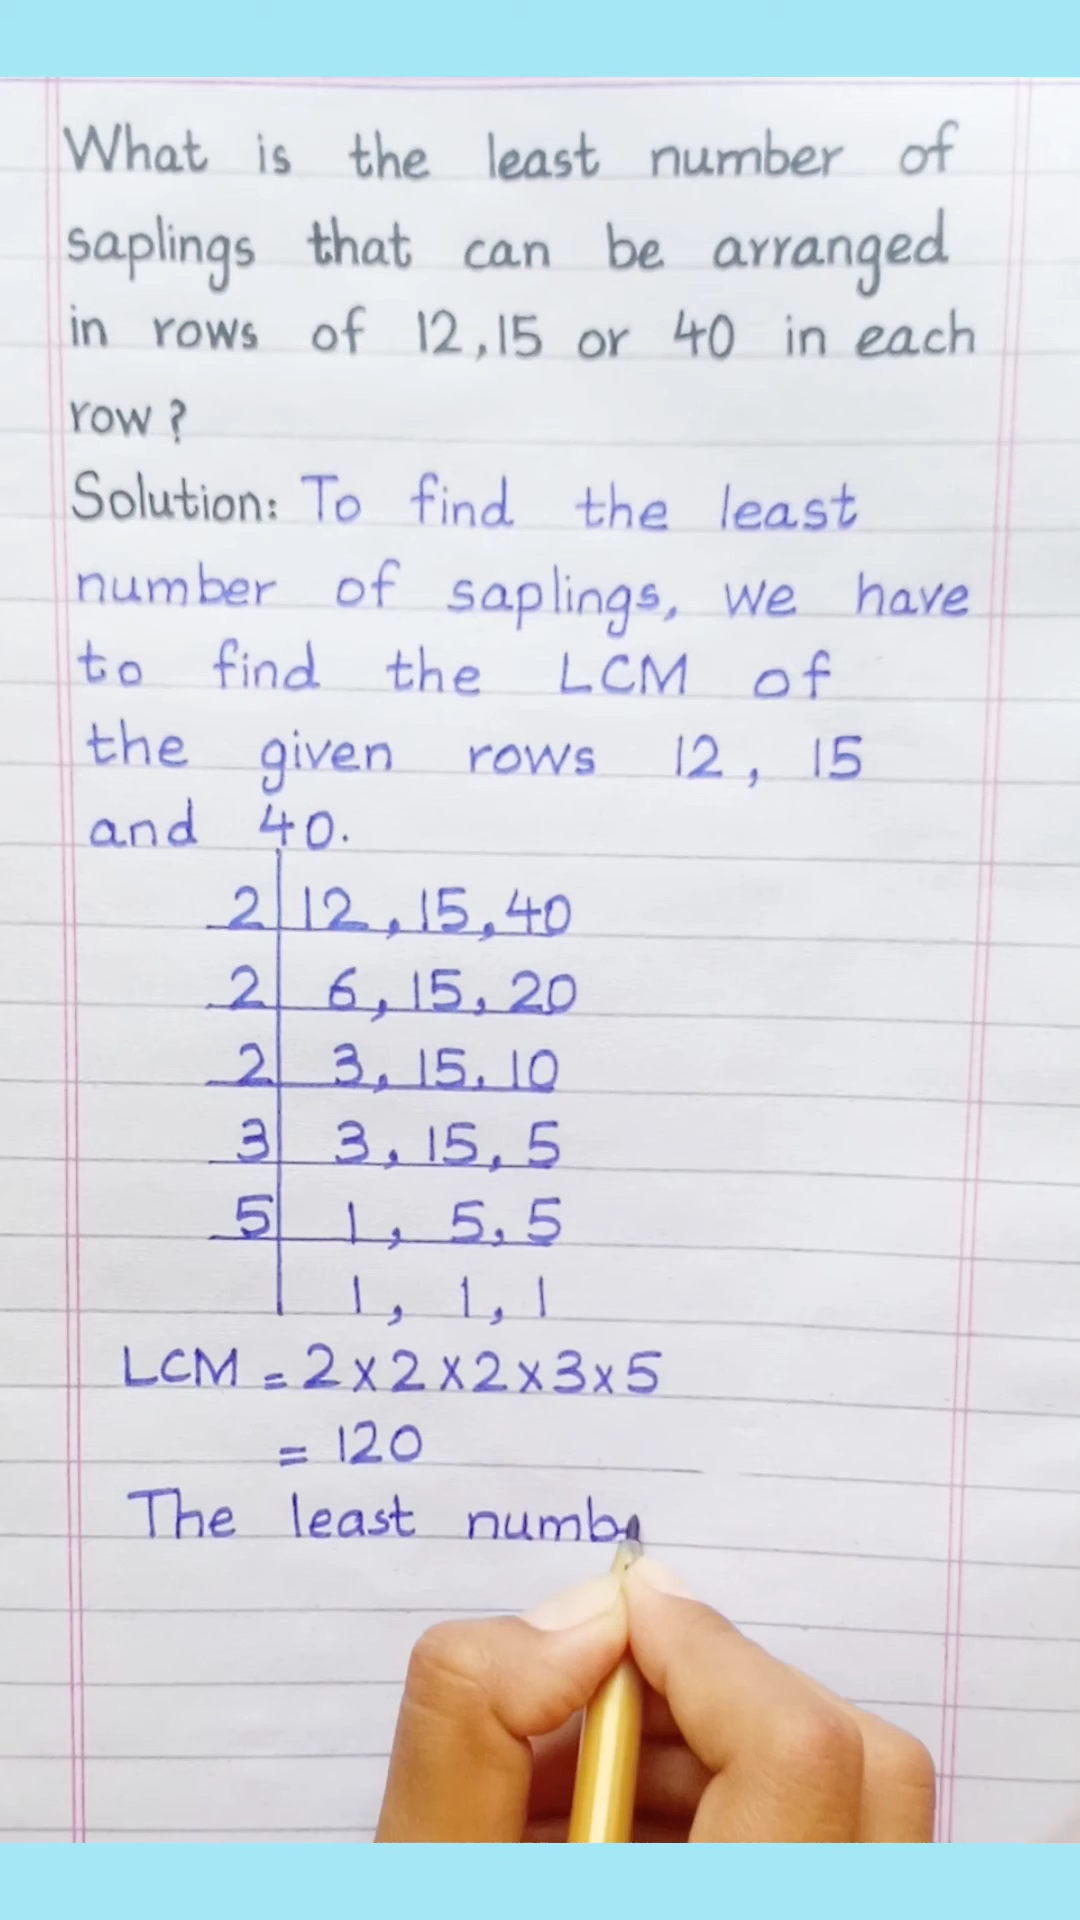 What is the least number of
saplings that can be arranged
in rows of 12,15 or 40 in each
row?
Solution: To find the least
number of saplings, we have
to find the LCM of
the given rows 12, 15
and 40.
2 12, 15, 40
2 6, 15, 20
2 3, 15, 10
3 3, 15, 5
5 1, 5, 5
1, 1, 1
LCM = 2×2×2×3×5
= 120
The least numb